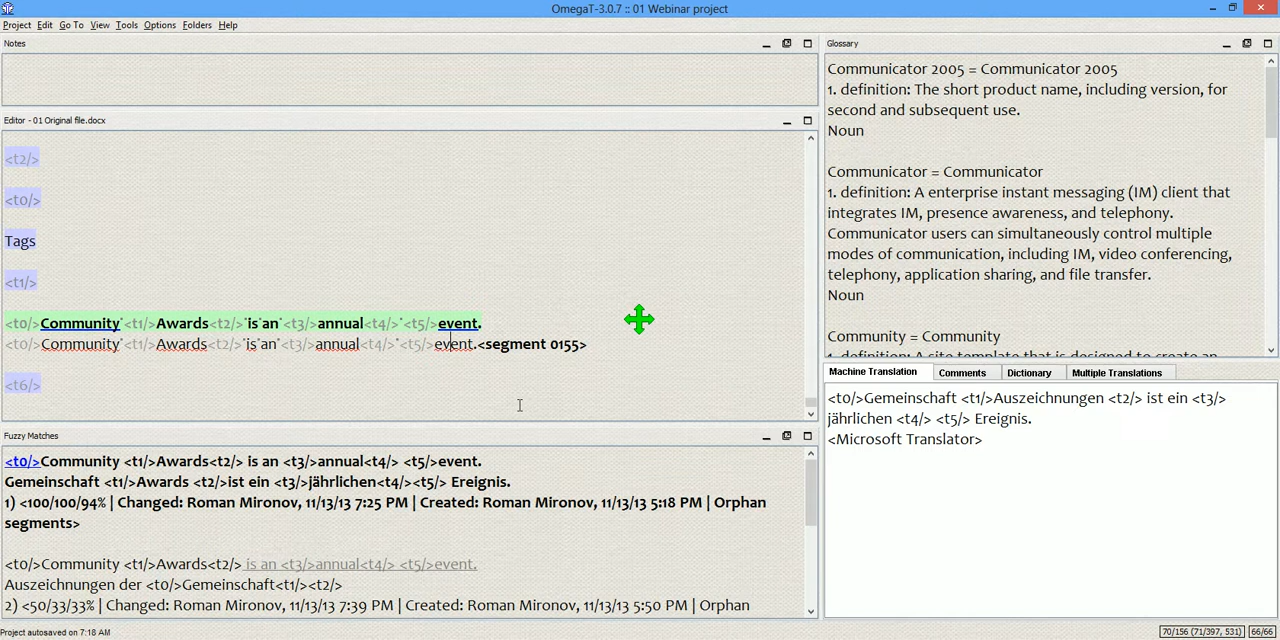 OmegaT-3.0.7 :: 01 Webinar project
Project Edit Go To View Tools Options Folders Help
Notes
Editor - 01 Original file.docx
<t2/>
<t0/>
Tags
<t1/>
<t0/>Community <t1/>Awards<t2/> is an <t3/>annual<t4/> <t5/>event.
<t0/>Community <t1/>Awards<t2/> is an <t3/>annual<t4/> <t5/>event.<segment 0155>
<t6/>
Fuzzy Matches
<t0/>Community <t1/>Awards<t2/> is an <t3/>annual<t4/> <t5/>event.
Gemeinschaft <t1/>Awards <t2/>ist ein <t3/>jährlichen<t4/><t5/> Ereignis.
1) <100/100/94% | Changed: Roman Mironov, 11/13/13 7:25 PM | Created: Roman Mironov, 11/13/13 5:18 PM | Orphan
segments>
<t0/>Community <t1/>Awards<t2/> is an <t3/>annual<t4/> <t5/>event.
Auszeichnungen der <t0/>Gemeinschaft<t1/><t2/>
2) <50/33/33% | Changed: Roman Mironov, 11/13/13 7:39 PM | Created: Roman Mironov, 11/13/13 5:50 PM | Orphan
Glossary
Communicator 2005 = Communicator 2005
1. definition: The short product name, including version, for
second and subsequent use.
Noun
Communicator = Communicator
1. definition: A enterprise instant messaging (IM) client that
integrates IM, presence awareness, and telephony.
Communicator users can simultaneously control multiple
modes of communication, including IM, video conferencing,
telephony, application sharing, and file transfer.
Noun
Community = Community
1. definition: A site template that is designed to create an
Machine Translation Comments Dictionary Multiple Translations
<t0/>Gemeinschaft <t1/>Auszeichnungen <t2/> ist ein <t3/>
jährlichen <t4/> <t5/> Ereignis.
<Microsoft Translator>
Project autosaved on 7:18 AM
70/156 (71/397, 531) 66/66